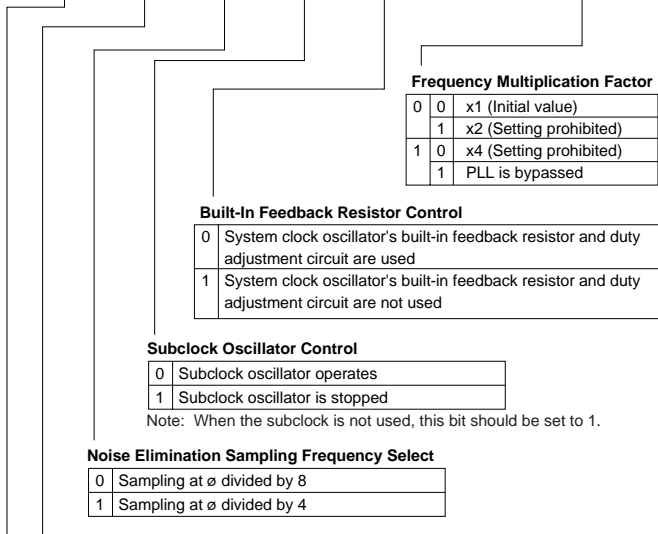 Frequency Multiplication Factor
0 0 x1 (Initial value)
1 x2 (Setting prohibited)
1 0 x4 (Setting prohibited)
1 PLL is bypassed
Built-In Feedback Resistor Control
0 System clock oscillator's built-in feedback resistor and duty
adjustment circuit are used
1 System clock oscillator's built-in feedback resistor and duty
adjustment circuit are not used
Subclock Oscillator Control
0 Subclock oscillator operates
1 Subclock oscillator is stopped
Note: When the subclock is not used, this bit should be set to 1.
Noise Elimination Sampling Frequency Select
0 Sampling at ø divided by 8
1 Sampling at ø divided by 4